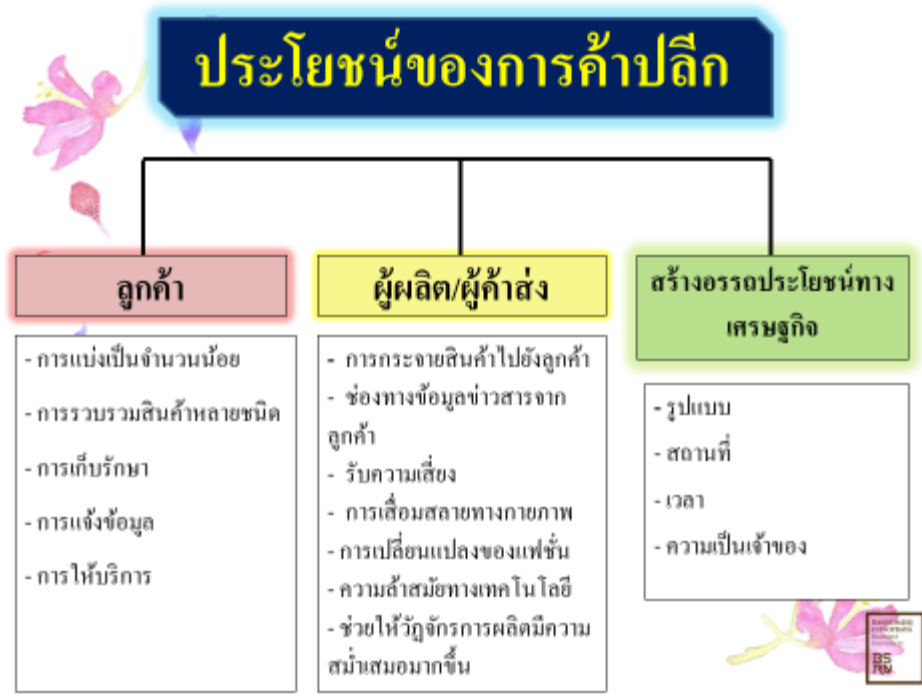 ประโยชน์ของการค้าปลีก
ลูกค้า
- การแบ่งเป็นจำนวนน้อย
- การรวบรวมสินค้าหลายชนิด
- การเก็บรักษา
- การแจ้งข้อมูล
- การให้บริการ
ผู้ผลิต/ผู้ค้าส่ง
- การกระจายสินค้าไปยังลูกค้า
- ช่องทางข้อมูลข่าวสารจาก
ลูกค้า
- รับความเสี่ยง
- การเสื่อมสลายทางกายภาพ
- การเปลี่ยนแปลงของแฟชั่น
- ความล้าสมัยทางเทคโนโลยี
- ช่วยให้วัฎจักรการผลิตมีความ
สม่ำเสมอมากขึ้น
สร้างอรรถประโยชน์ทาง
เศรษฐกิจ
- รูปแบบ
- สถานที่
- เวลา
- ความเป็นเจ้าของ